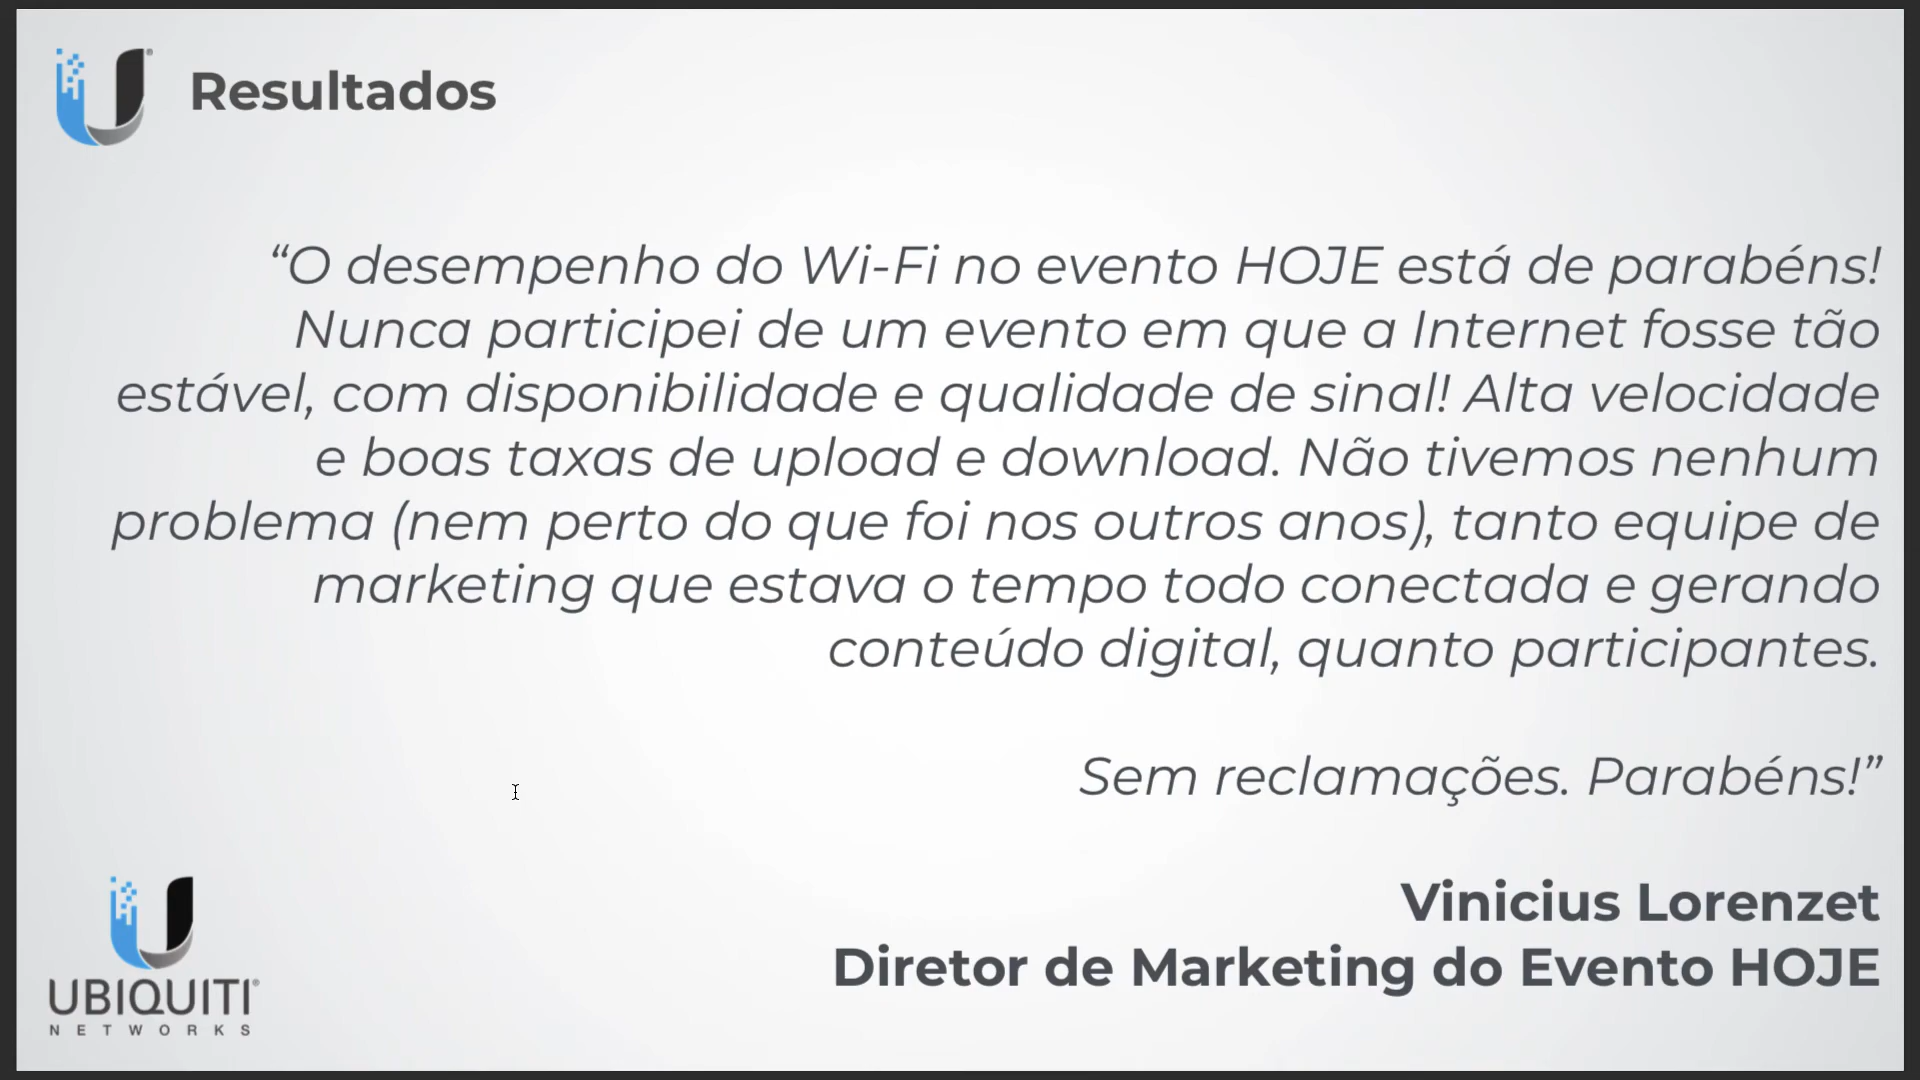 Resultados
“O desempenho do Wi-Fi no evento HOJE está de parabéns!
Nunca participei de um evento em que a Internet fosse tão
estável, com disponibilidade e qualidade de sinal! Alta velocidade
e boas taxas de upload e download. Não tivemos nenhum
problema (nem perto do que foi nos outros anos), tanto equipe de
marketing que estava o tempo todo conectada e gerando
conteúdo digital, quanto participantes.
Sem reclamações. Parabéns!”
Vinicius Lorenzet
Diretor de Marketing do Evento HOJE
UBIQUITI®
NETWORKS